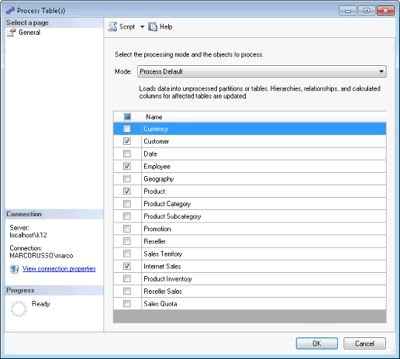 Process Table(s)
Select a page
General
Script
Help
Select the processing mode and the objects to process.
Mode: Process Default
Loads data into unprocessed partitions or tables. Hierarchies, relationships, and calculated
columns for affected tables are updated.
Name
Currency
Customer
Date
Employee
Geography
Product
Product Category
Product Subcategory
Promotion
Reseller
Sales Territory
Internet Sales
Product Inventory
Reseller Sales
Sales Quota
Connection
Server:
localhost\k12
Connection:
MARCORUSSO\marco
View connection properties
Progress
Ready
OK
Cancel